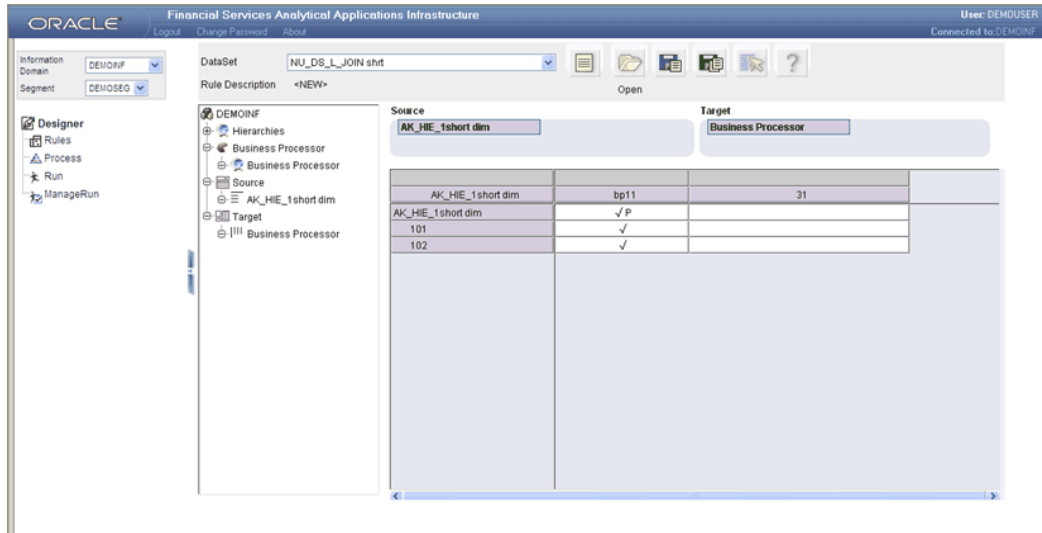 ORACLE
Financial Services Analytical Applications Infrastructure
User: DEMOUSER
Logout Change Password About
Connected to:DEMOINF
Information Domain
DEMOINF
Segment
DEMOSEG
Designer
Rules
Process
Run
ManageRun
DataSet
NU_DS_L_JOIN shrt
Rule Description <NEW>
Open
DEMOINF
Hierarchies
Business Processor
Business Processor
Source
AK_HIE_1short dim
Target
Business Processor
Source
AK_HIE_1short dim
Target
Business Processor
AK_HIE_1short dim bp11 31
AK_HIE_1short dim √ P
101 √
102 √